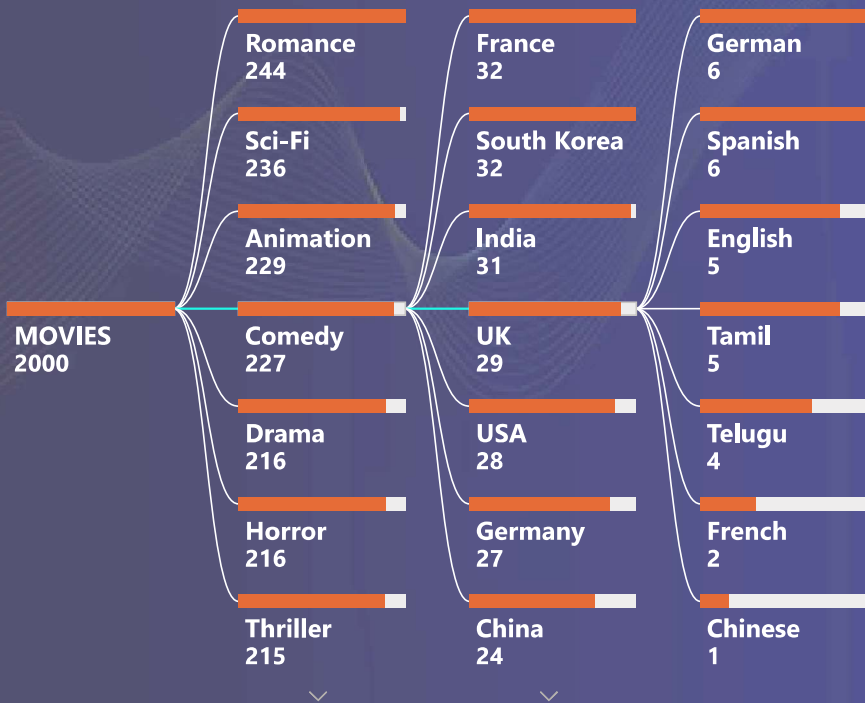 MOVIES
2000
Romance
244
Sci-Fi
236
Animation
229
Comedy
227
Drama
216
Horror
216
Thriller
215
France
32
South Korea
32
India
31
UK
29
USA
28
Germany
27
China
24
German
6
Spanish
6
English
5
Tamil
5
Telugu
4
French
2
Chinese
1